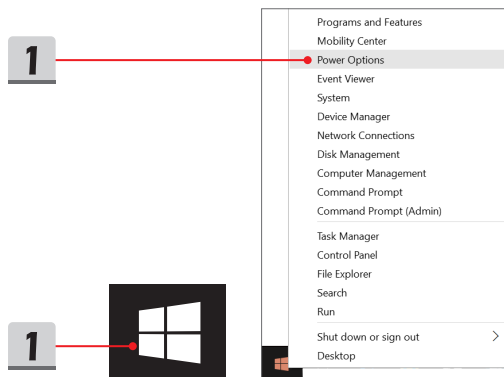 1
Programs and Features
Mobility Center
Power Options
Event Viewer
System
Device Manager
Network Connections
Disk Management
Computer Management
Command Prompt
Command Prompt (Admin)
Task Manager
Control Panel
File Explorer
Search
Run
Shut down or sign out >
Desktop
1